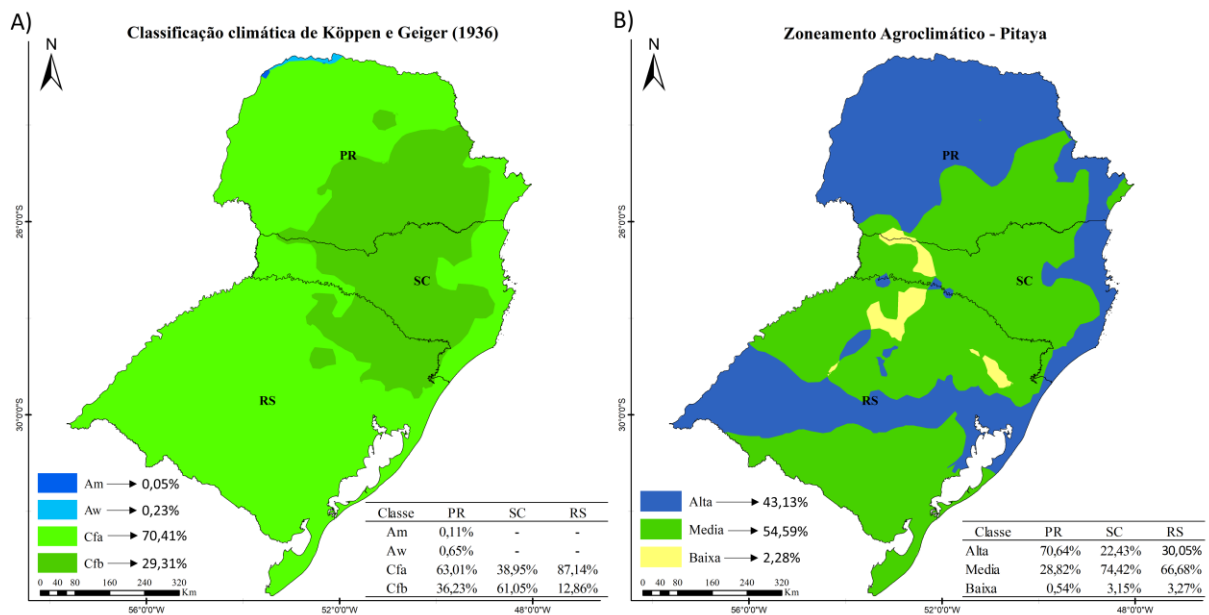 A)
Classificação climática de Köppen e Geiger (1936)
N
PR
SC
RS
26°0'0"S
30°0'0"S
Am 0,05%
Aw 0,23%
Cfa 70,41%
Cfb 29,31%
0 40 80 160 240 320
Km
Classe PR SC RS
Am 0,11% - -
Aw 0,65% - -
Cfa 63,01% 38,95% 87,14%
Cfb 36,23% 61,05% 12,86%
56°0'0"W 52°0'0"W 48°0'0"W
B)
Zoneamento Agroclimático - Pitaya
N
PR
SC
RS
26°0'0"S
30°0'0"S
Alta 43,13%
Media 54,59%
Baixa 2,28%
0 40 80 160 240 320
Km
Classe PR SC RS
Alta 70,64% 22,43% 30,05%
Media 28,82% 74,42% 66,68%
Baixa 0,54% 3,15% 3,27%
56°0'0"W 52°0'0"W 48°0'0"W